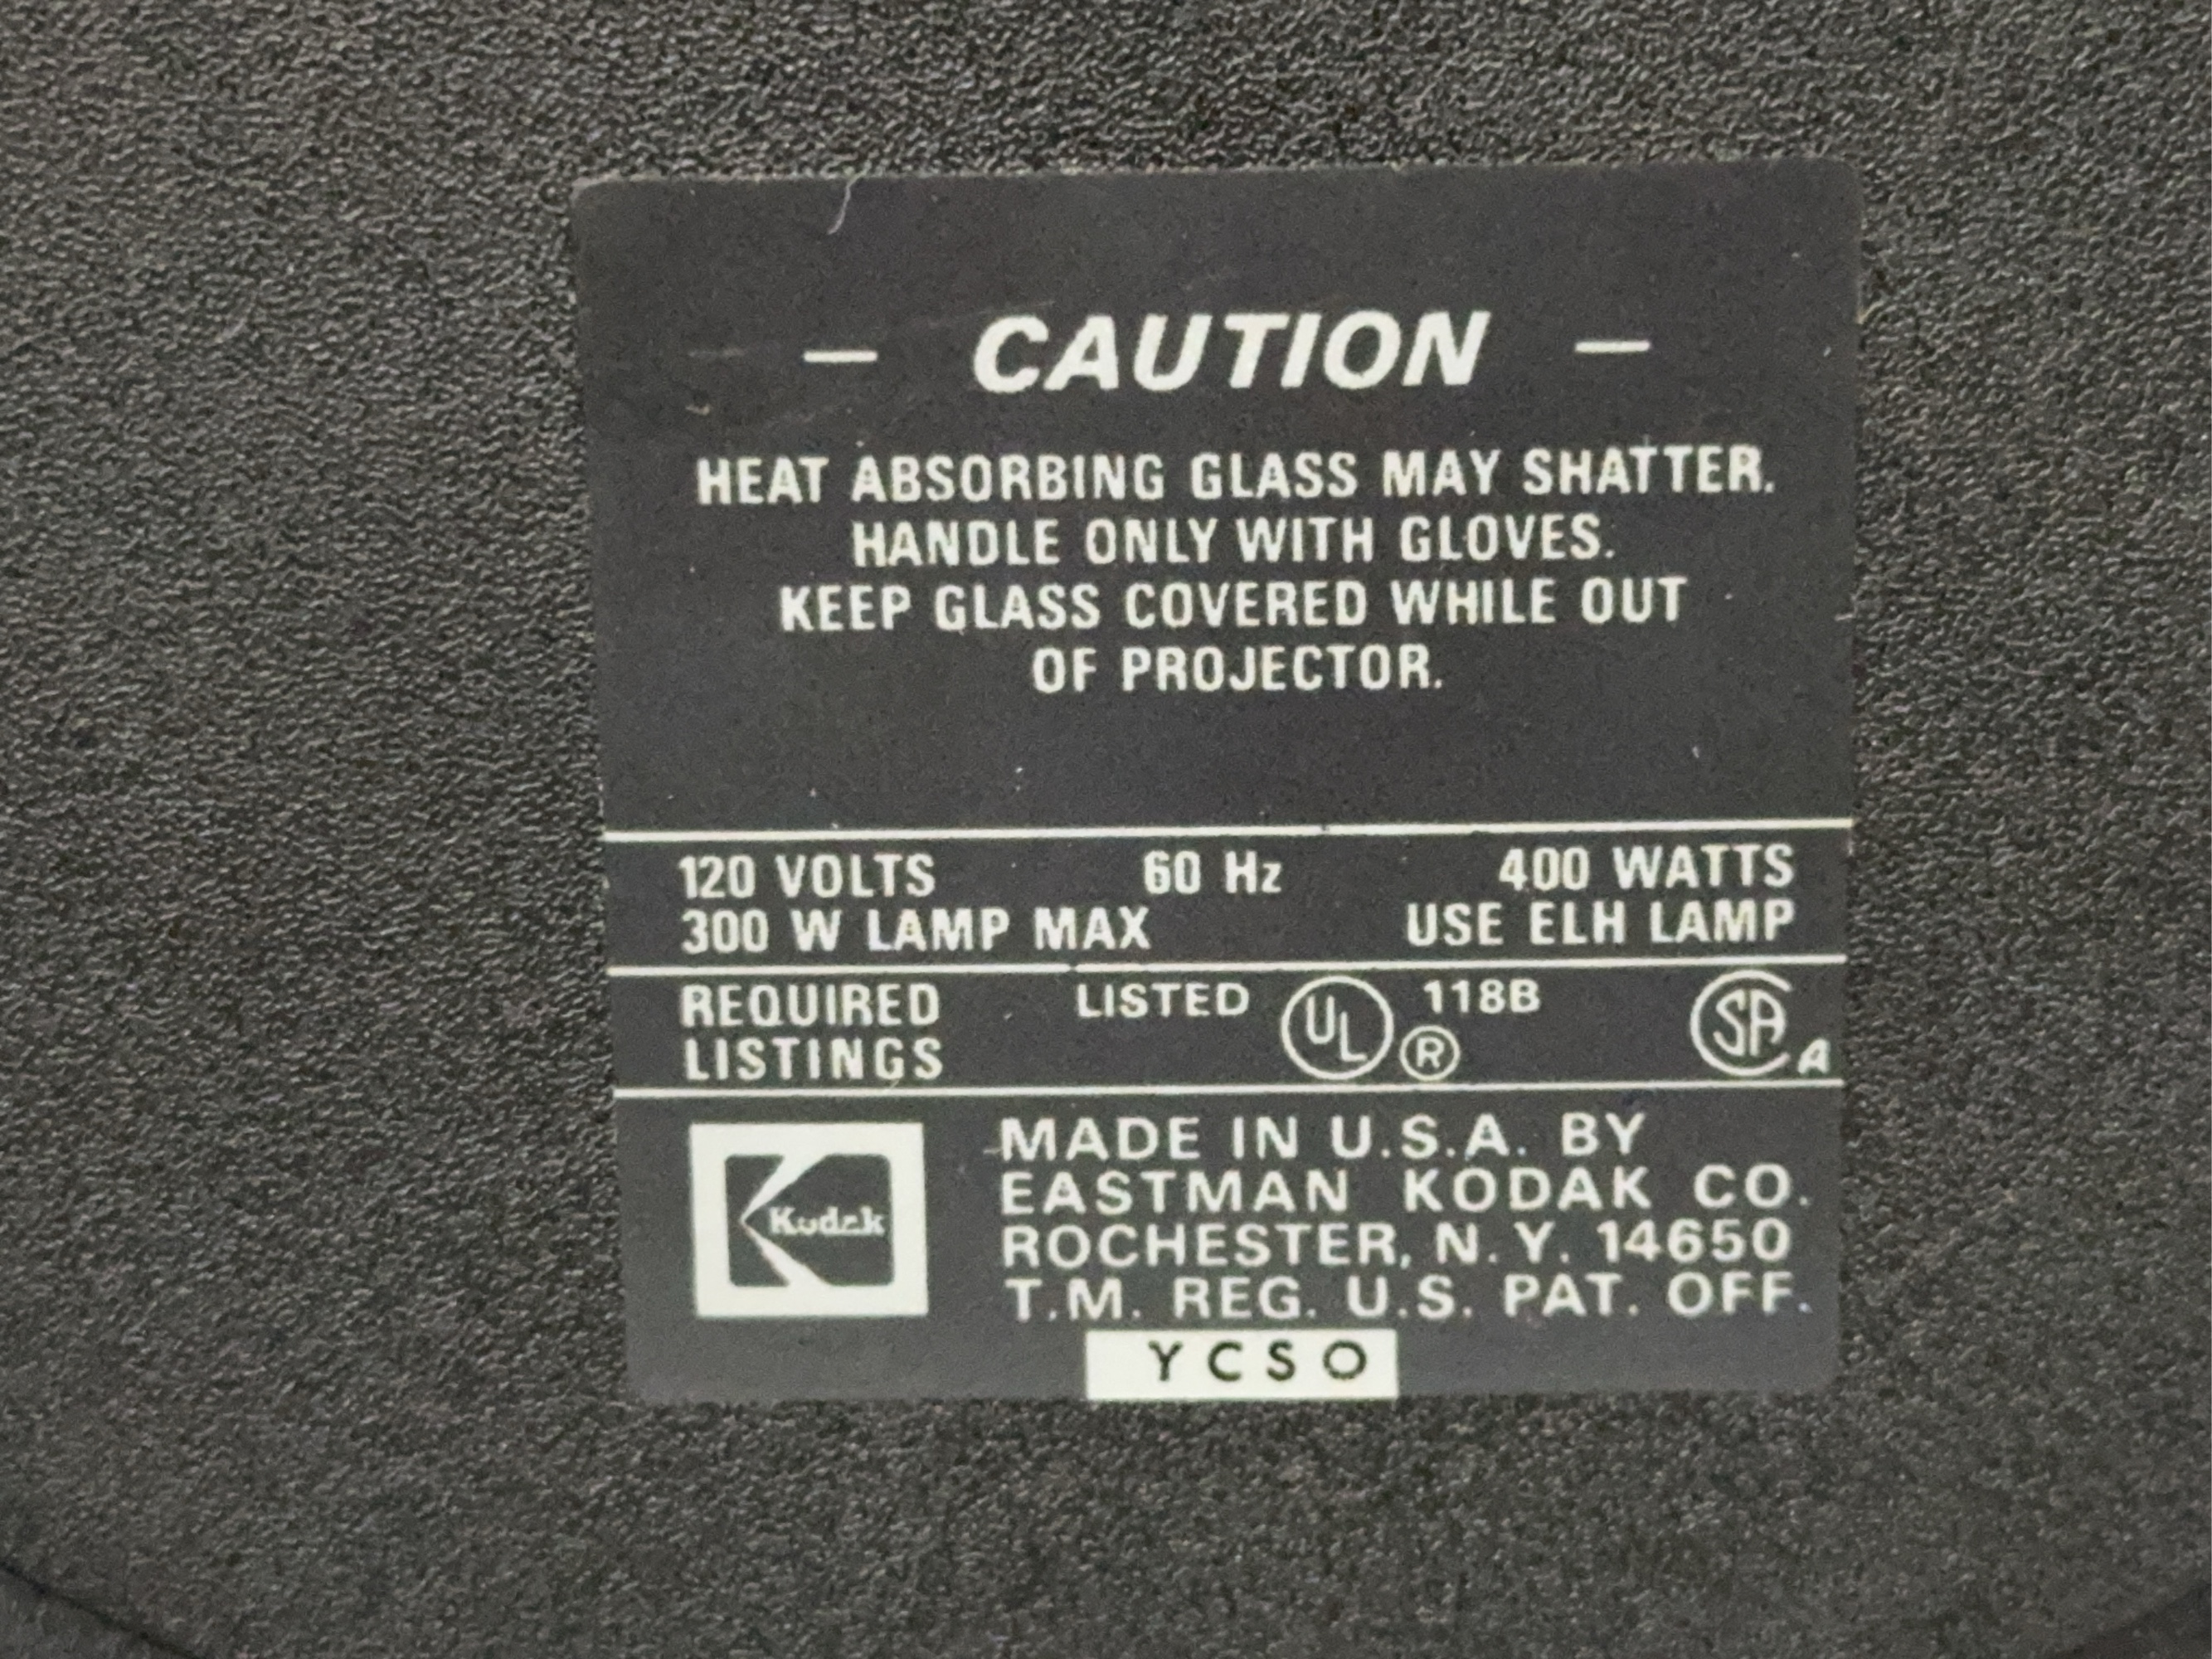 — CAUTION —
HEAT ABSORBING GLASS MAY SHATTER.
HANDLE ONLY WITH GLOVES.
KEEP GLASS COVERED WHILE OUT
OF PROJECTOR.
120 VOLTS 60 Hz 400 WATTS
300 W LAMP MAX USE ELH LAMP
REQUIRED LISTINGS LISTED UL ® 118B SA A
Kodak
MADE IN U.S.A. BY
EASTMAN KODAK CO.
ROCHESTER, N.Y. 14650
T.M. REG. U.S. PAT. OFF.
YCSO